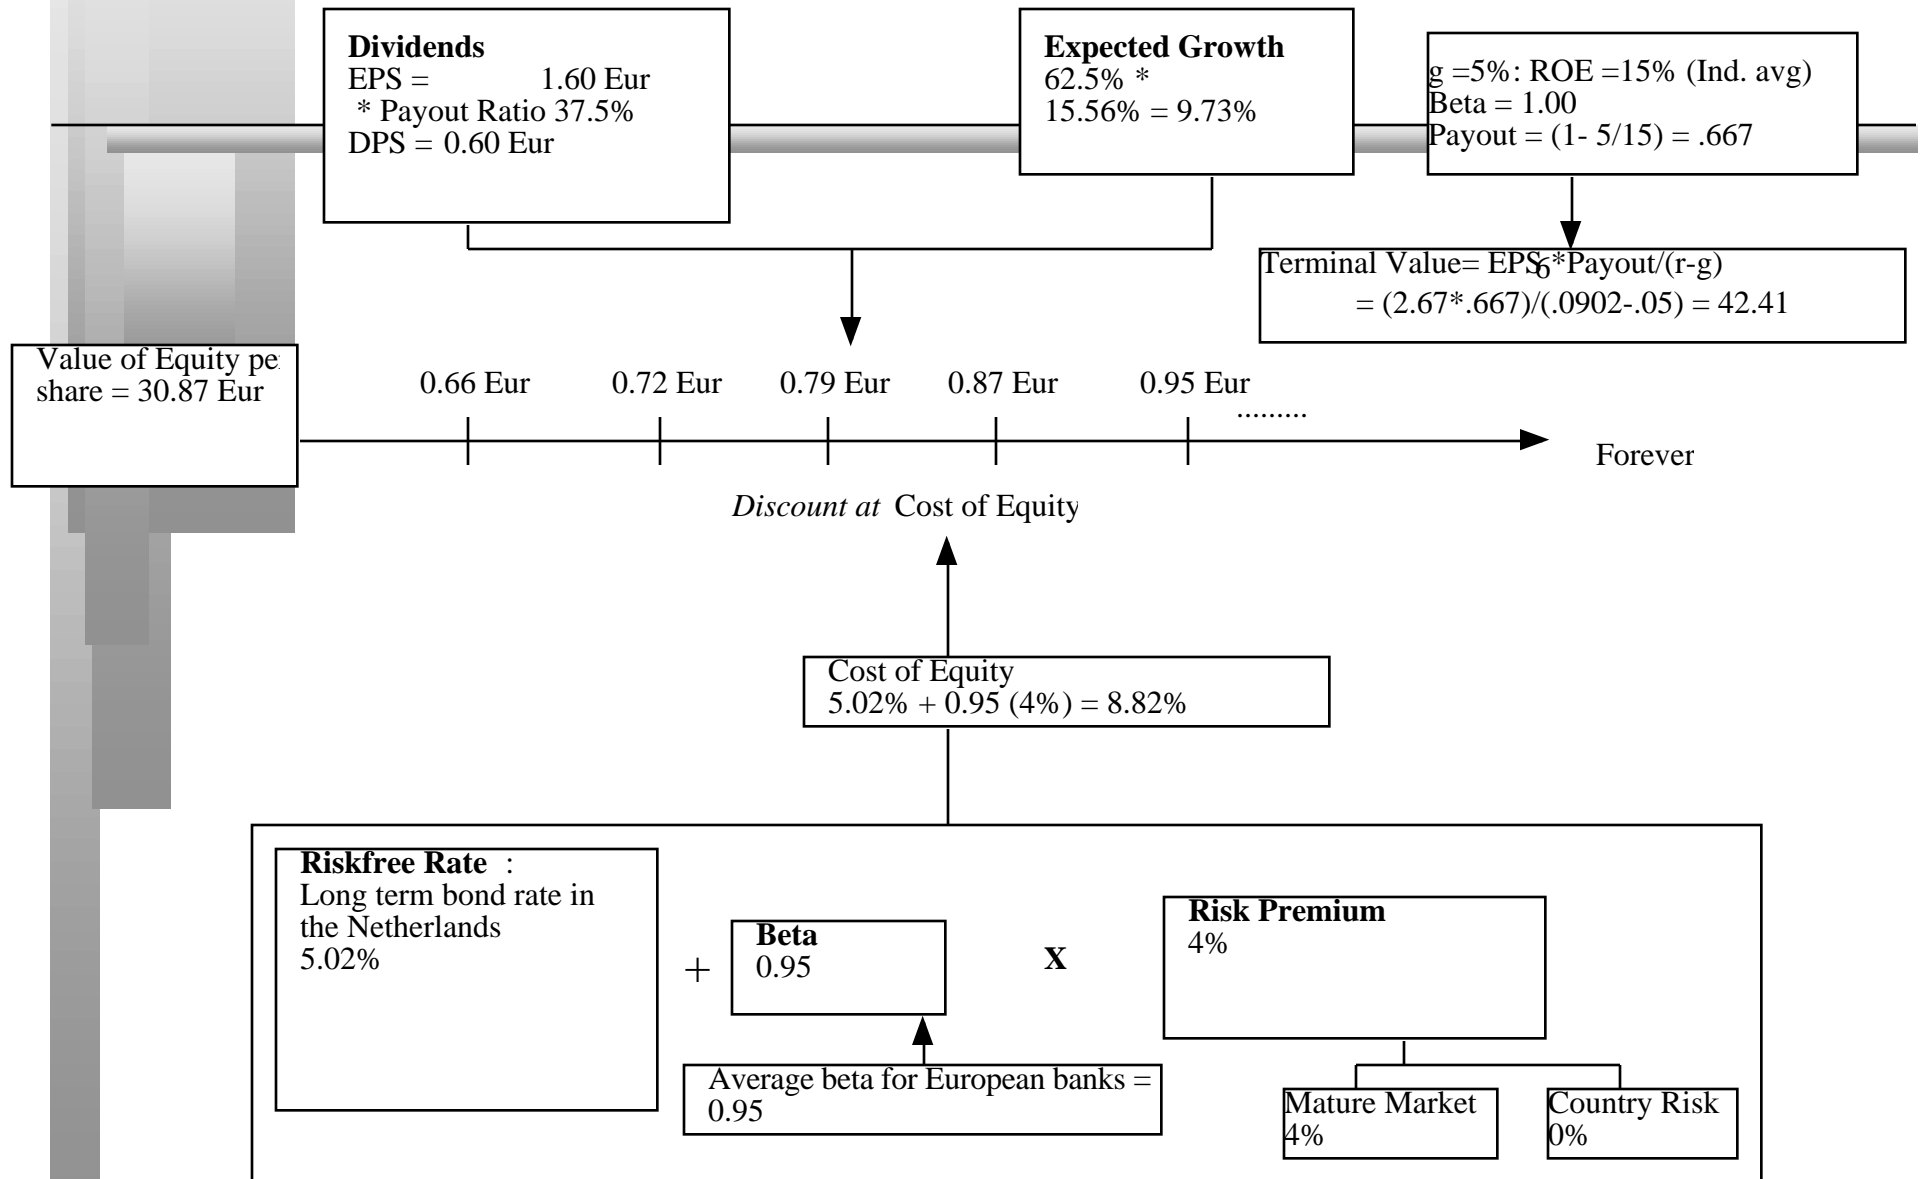 Dividends
EPS = 1.60 Eur
* Payout Ratio 37.5%
DPS = 0.60 Eur
Expected Growth
62.5% *
15.56% = 9.73%
g =5%: ROE =15% (Ind. avg)
Beta = 1.00
Payout = (1- 5/15) = .667
Terminal Value= EPS6*Payout/(r-g)
= (2.67*.667)/(.0902-.05) = 42.41
Value of Equity pe
share = 30.87 Eur
0.66 Eur
0.72 Eur
0.79 Eur
0.87 Eur
0.95 Eur
.........
Forever
Discount at Cost of Equity
Cost of Equity
5.02% + 0.95 (4%) = 8.82%
Riskfree Rate :
Long term bond rate in
the Netherlands
5.02%
+
Beta
0.95
X
Risk Premium
4%
Average beta for European banks =
0.95
Mature Market
4%
Country Risk
0%